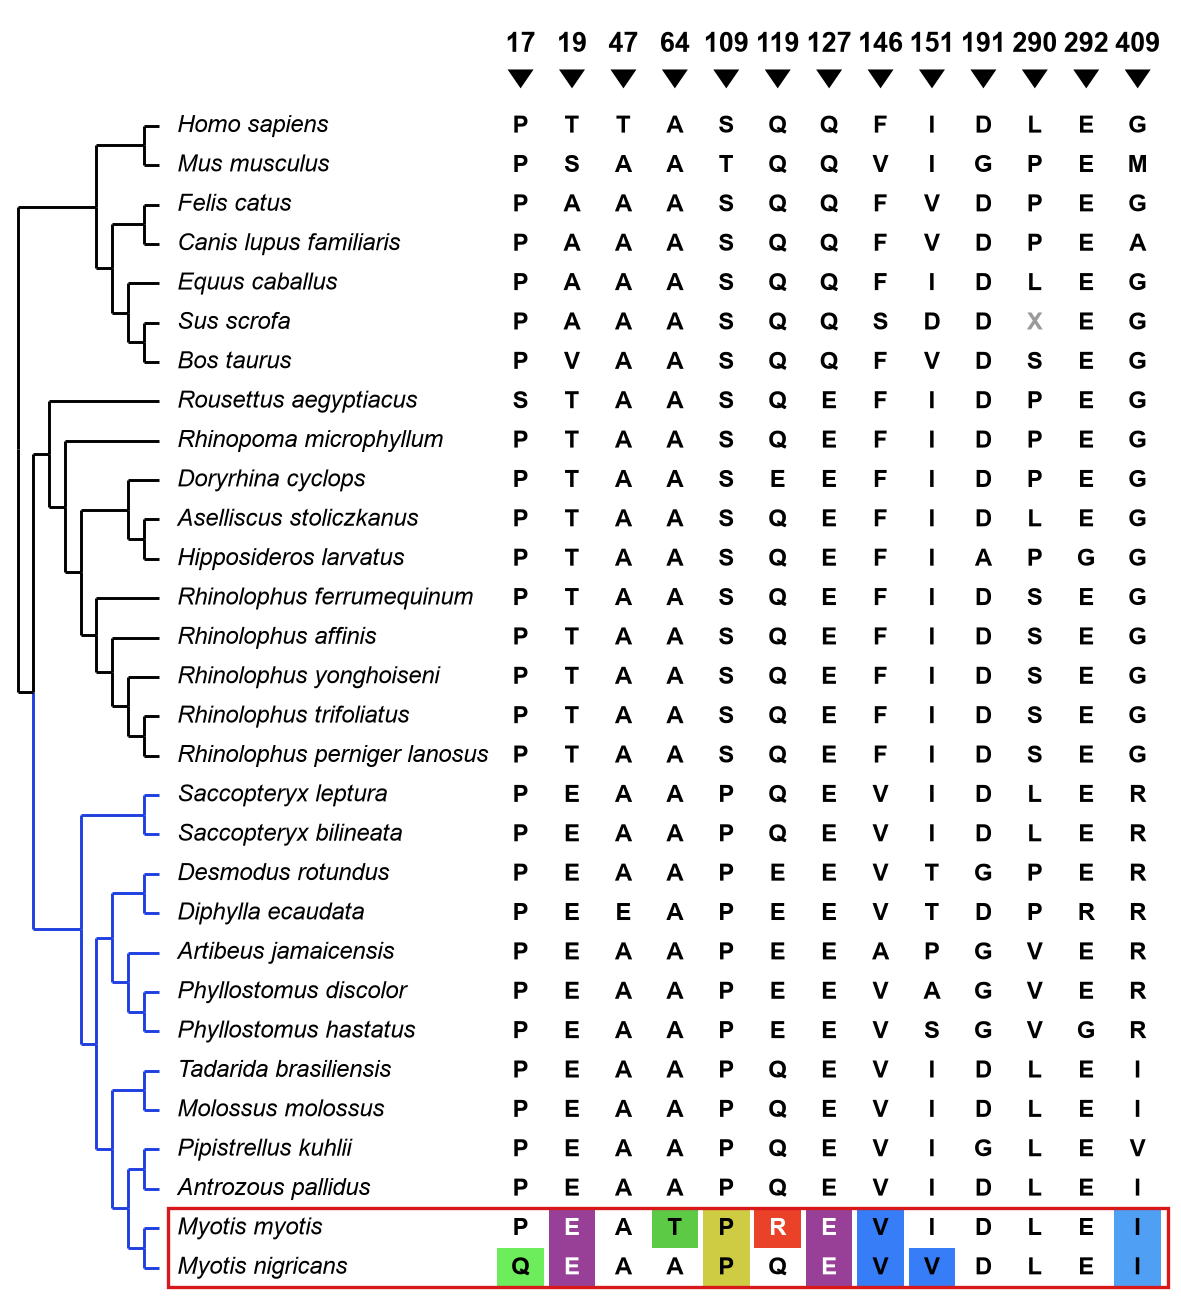 17 19 47 64 109 119 127 146 151 191 290 292 409
Homo sapiens P T T A S Q Q F I D L E G
Mus musculus P S A A T Q Q V I G P E M
Felis catus P A A A S Q Q F V D P E G
Canis lupus familiaris P A A A S Q Q F V D P E A
Equus caballus P A A A S Q Q F I D L E G
Sus scrofa P A A A S Q Q S D D X E G
Bos taurus P V A A S Q Q F V D S E G
Rousettus aegyptiacus S T A A S Q E F I D P E G
Rhinopoma microphyllum P T A A S Q E F I D P E G
Doryrhina cyclops P T A A S E E F I D P E G
Aselliscus stoliczkanus P T A A S Q E F I D L E G
Hipposideros larvatus P T A A S Q E F I A P G G
Rhinolophus ferrumequinum P T A A S Q E F I D S E G
Rhinolophus affinis P T A A S Q E F I D S E G
Rhinolophus yonghoiseni P T A A S Q E F I D S E G
Rhinolophus trifoliatus P T A A S Q E F I D S E G
Rhinolophus perniger lanosus P T A A S Q E F I D S E G
Saccopteryx leptura P E A A P Q E V I D L E R
Saccopteryx bilineata P E A A P Q E V I D L E R
Desmodus rotundus P E A A P E E V T G P E R
Diphylla ecaudata P E E A P E E V T D P R R
Artibeus jamaicensis P E A A P E E A P G V E R
Phyllostomus discolor P E A A P E E V A G V E R
Phyllostomus hastatus P E A A P E E V S G V G R
Tadarida brasiliensis P E A A P Q E V I D L E I
Molossus molossus P E A A P Q E V I D L E I
Pipistrellus kuhlii P E A A P Q E V I G L E V
Antrozous pallidus P E A A P Q E V I D L E I
Myotis myotis P E A T P R E V I D L E I
Myotis nigricans Q E A A P Q E V V D L E I